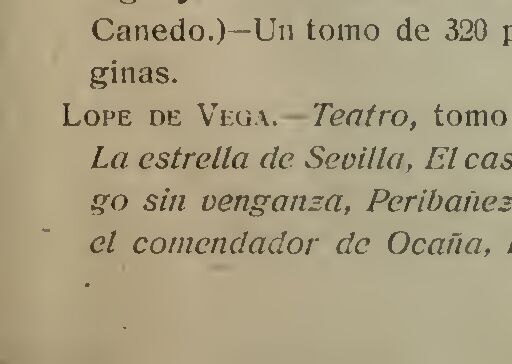 Canedo.)—Un tomo de 320
ginas.
LOPE DE VEGA.—Teatro, tomo
La estrella de Sevilla, El cas
go sin venganza, Peribañez
el comendador de Ocaña,